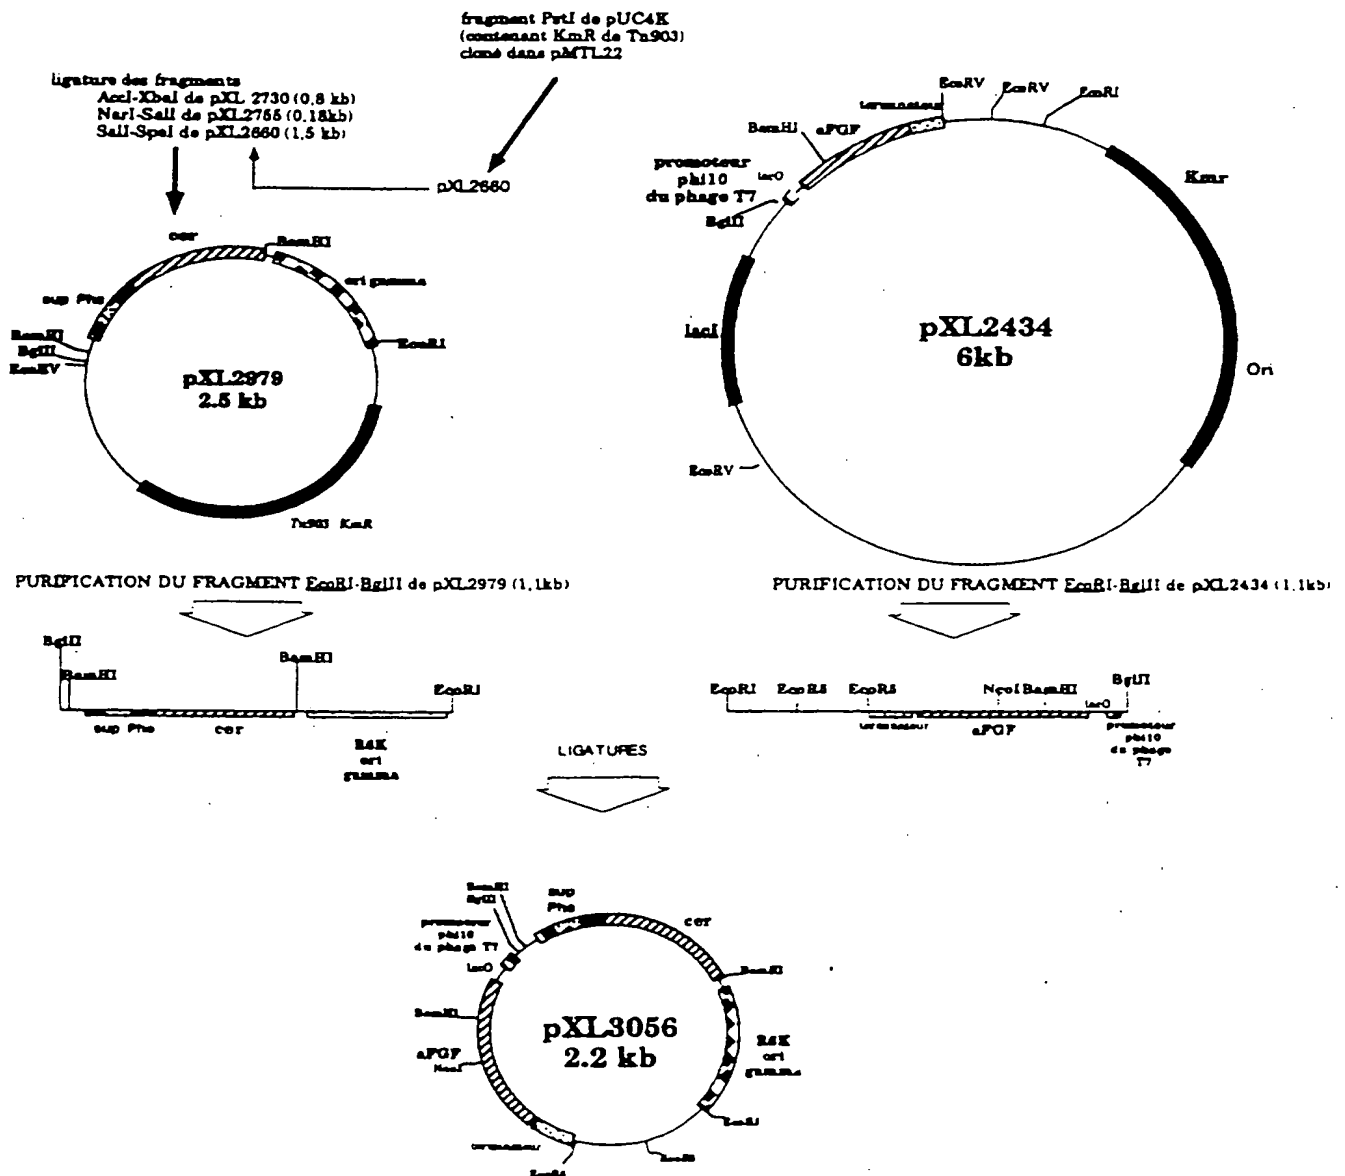 fragment PstI de pUC4K
(contenant KmR de Tn903)
cloné dans pMTL22
ligature des fragments
AccI-XbaI de pXL 2730 (0,8 kb)
NarI-SalI de pXL2755 (0,18kb)
SalI-SpeI de pXL2660 (1,5 kb)
pXL2660
cer
BamHI
ori gamma
sup Phe
BamHI
BglII
EcoRV
EcoRI
pXL2979
2.5 kb
Tn903 KmR
EcoRV
EcoRV
EcoRI
terminateur
BamHI
aFGF
promoteur
phi10
du phage T7
lacO
BglII
Kmr
lacI
pXL2434
6kb
Ori
EcoRV
PURIFICATION DU FRAGMENT EcoRI-BglII de pXL2979 (1,1kb)
PURIFICATION DU FRAGMENT EcoRI-BglII de pXL2434 (1.1kb)
BglII
BamHI
BamHI
EcoRI
sup Phe
cer
R6K
ori
gamma
EcoRI
EcoR5
EcoR5
NcoI
BamHI
lacO
BglII
terminateur
aFGF
promoteur
phi10
du phage
T7
LIGATURES
BamHI
BglII
sup
Phe
cer
promoteur
phi10
du phage T7
lacO
BamHI
BamHI
aFGF
NcoI
pXL3056
2.2 kb
R6K
ori
gamma
EcoRI
terminateur
EcoR5
EcoR5